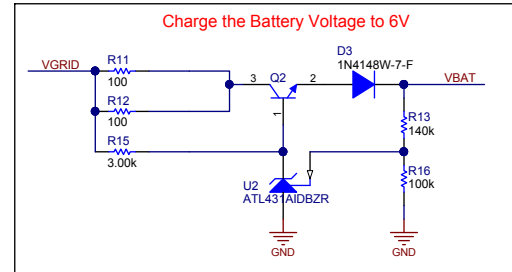 Charge the Battery Voltage to 6V
VGRID
R11
100
R12
100
R15
3.00k
3
Q2
2
1
D3
1N4148W-7-F
VBAT
R13
140k
R16
100k
U2
ATL431AIDBZR
GND
GND